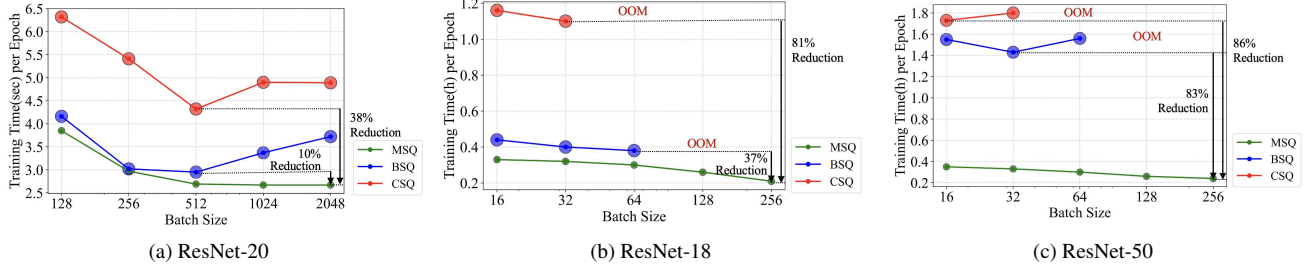 Training Time(sec) per Epoch
6.5
6.0
5.5
5.0
4.5
4.0
3.5
3.0
2.5
38%
Reduction
10%
Reduction
128
256
512
1024
2048
Batch Size
MSQ
BSQ
CSQ
(a) ResNet-20
Training Time(h) per Epoch
1.2
1.0
0.8
0.6
0.4
0.2
OOM
81%
Reduction
OOM
37%
Reduction
16
32
64
128
256
Batch Size
MSQ
BSQ
CSQ
(b) ResNet-18
Training Time(h) per Epoch
1.8
1.6
1.4
1.2
1.0
0.8
0.6
0.4
0.2
OOM
OOM
86%
Reduction
83%
Reduction
16
32
64
128
256
Batch Size
MSQ
BSQ
CSQ
(c) ResNet-50